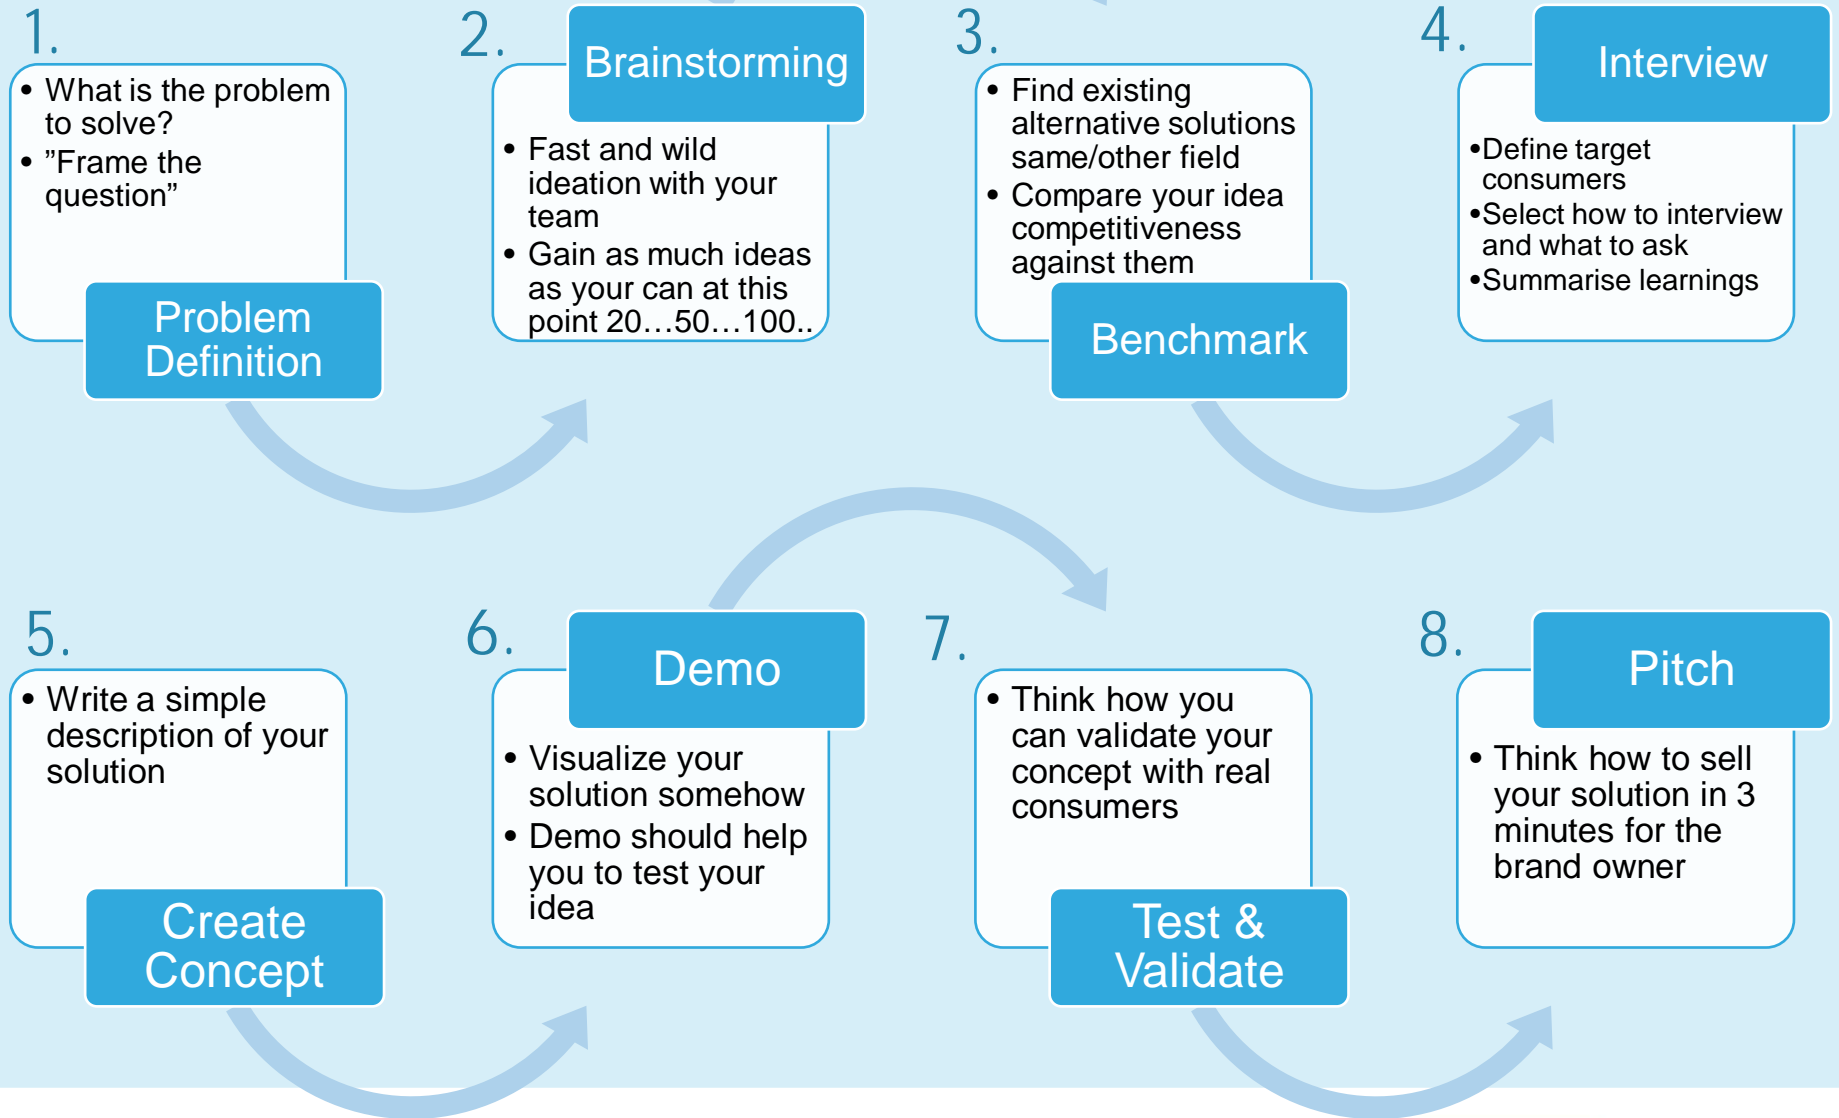 1.
• What is the problem
to solve?
• ”Frame the
question”
Problem
Definition
2.
Brainstorming
• Fast and wild
ideation with your
team
• Gain as much ideas
as your can at this
point 20…50…100..
3.
• Find existing
alternative solutions
same/other field
• Compare your idea
competitiveness
against them
Benchmark
4.
Interview
•Define target
consumers
•Select how to interview
and what to ask
•Summarise learnings
5.
• Write a simple
description of your
solution
Create
Concept
6.
Demo
• Visualize your
solution somehow
• Demo should help
you to test your
idea
7.
• Think how you
can validate your
concept with real
consumers
Test &
Validate
8.
Pitch
• Think how to sell
your solution in 3
minutes for the
brand owner